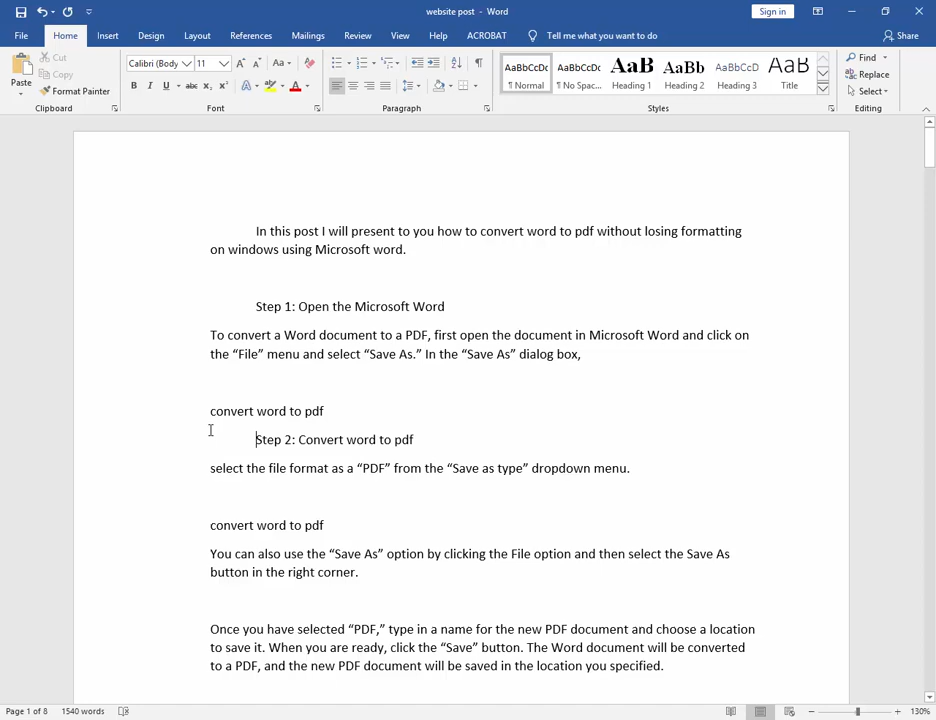 website post - Word
Sign in
File Home Insert Design Layout References Mailings Review View Help ACROBAT Tell me what you want to do Share
Paste
Cut
Copy
Format Painter
Calibri (Body 11
Aa
B I U abc x₂ x² A A
AaBbCcDc AaBbCcDc AaB AaBb AaBbCcD AaB
¶ Normal ¶ No Spac... Heading 1 Heading 2 Heading 3 Title
Find
Replace
Select
Clipboard Font Paragraph Styles Editing
In this post I will present to you how to convert word to pdf without losing formatting
on windows using Microsoft word.
Step 1: Open the Microsoft Word
To convert a Word document to a PDF, first open the document in Microsoft Word and click on
the “File” menu and select “Save As.” In the “Save As” dialog box,
convert word to pdf
Step 2: Convert word to pdf
select the file format as a “PDF” from the “Save as type” dropdown menu.
convert word to pdf
You can also use the “Save As” option by clicking the File option and then select the Save As
button in the right corner.
Once you have selected “PDF,” type in a name for the new PDF document and choose a location
to save it. When you are ready, click the “Save” button. The Word document will be converted
to a PDF, and the new PDF document will be saved in the location you specified.
Page 1 of 8 1540 words 130%